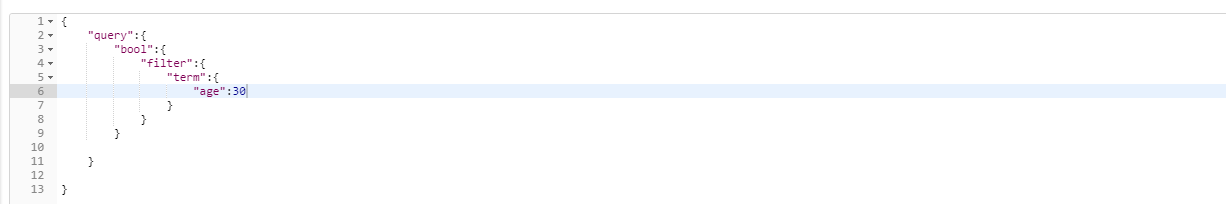 1 {
2 "query":{
3 "bool":{
4 "filter":{
5 "term":{
6 "age":30
7 }
8 }
9 }
10
11 }
12
13 }